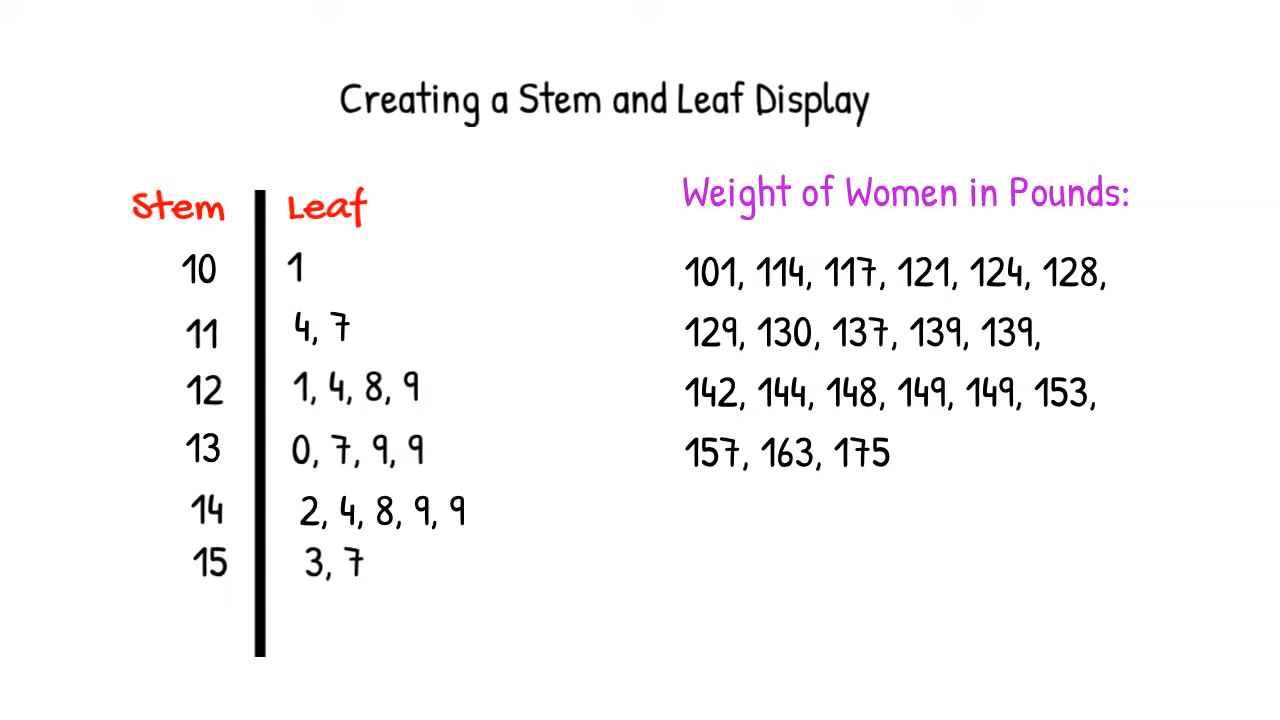 Creating a Stem and Leaf Display
Stem Leaf
10 1
11 4, 7
12 1, 4, 8, 9
13 0, 7, 9, 9
14 2, 4, 8, 9, 9
15 3, 7
Weight of Women in Pounds:
101, 114, 117, 121, 124, 128,
129, 130, 137, 139, 139,
142, 144, 148, 149, 149, 153,
157, 163, 175